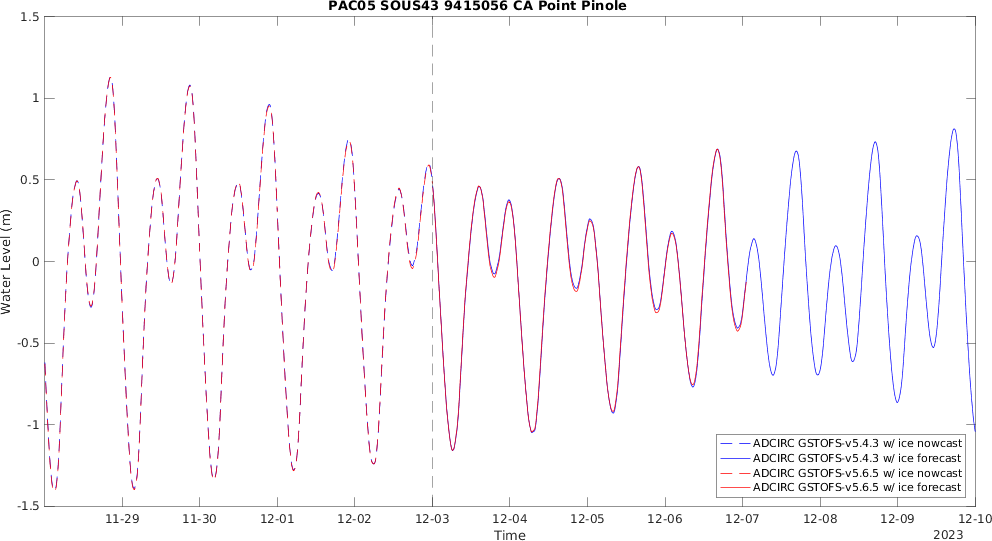 PAC05 SOUS43 9415056 CA Point Pinole
1.5
1
0.5
0
-0.5
-1
-1.5
Water Level (m)
ADCIRC GSTOFS-v5.4.3 w/ ice nowcast
ADCIRC GSTOFS-v5.4.3 w/ ice forecast
ADCIRC GSTOFS-v5.6.5 w/ ice nowcast
ADCIRC GSTOFS-v5.6.5 w/ ice forecast
11-29 11-30 12-01 12-02 12-03 12-04 12-05 12-06 12-07 12-08 12-09 12-10
Time
2023